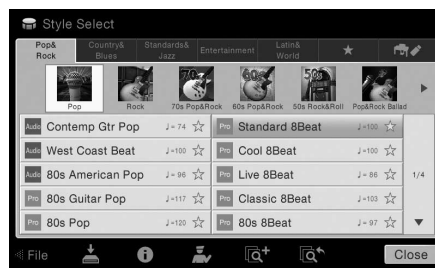 Style Select
Pop& Rock
Country& Blues
Standards& Jazz
Entertainment
Latin& World
Pop
Rock
70s Pop&Rock
60s Pop&Rock
50s Rock&Roll
Pop&Rock Ballad
Audio Contemp Gtr Pop ♩= 74
Pro Standard 8Beat ♩=100
Audio West Coast Beat ♩=100
Pro Cool 8Beat ♩=100
Audio 80s American Pop ♩= 96
Pro Live 8Beat ♩= 86
1/4
Pro 80s Guitar Pop ♩=117
Pro Classic 8Beat ♩=103
Pro 80s Pop ♩=120
Pro 80s 8Beat ♩= 97
File
Close